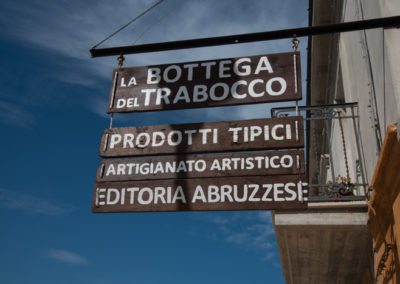 LA BOTTEGA
DEL TRABOCCO
PRODOTTI TIPICI
ARTIGIANATO ARTISTICO
EDITORIA ABRUZZESE